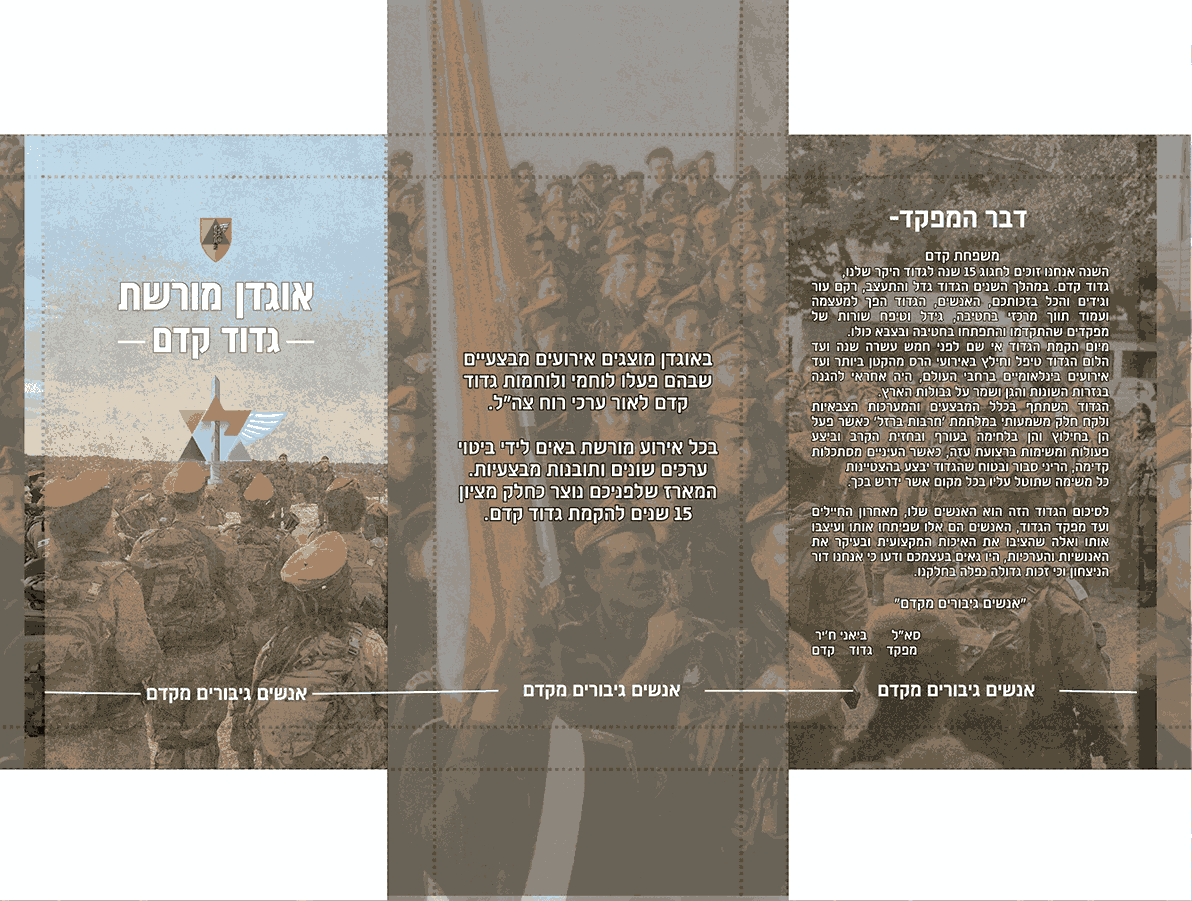 דבר המפקד-
משפחת קדם
השנה אנחנו זוכים לחגוג 15 שנה לגדוד היקר שלנו,
גדוד קדם. במהלך השנים הגדוד גדל והתעצב, רקם עור
וגידים והכל בזכותכם, האנשים, הגדוד הפך למעצמה
ועמוד תווך מרכזי בחטיבה, גידל וטיפח שורות של
מפקדים שהתקדמו והתפתחו בחטיבה ובצבא כולו.
מיום הקמת הגדוד אי שם לפני חמש עשרה שנה ועד
הלום הגדוד טיפל וחילץ באירועי הרס מהקטן ביותר ועד
אירועים בינלאומיים ברחבי העולם, היה אחראי להגנה
בגזרות השונות והגן ושמר על גבולות הארץ.
הגדוד השתתף בכלל המבצעים והמערכות הצבאיות
ולקח חלק משמעותי במלחמת 'חרבות ברזל' כאשר פעל
הן בחילוץ והן בלחימה בעורף ובחזית הקרב וביצע
פעולות ומשימות ברצועת עזה, כאשר העיניים מסתכלות
קדימה, הריני סבור ובטוח שהגדוד יבצע בהצטיינות
כל משימה שתוטל עליו בכל מקום אשר ידרש בכך.
לסיכום הגדוד הזה הוא האנשים שלו, מאחרון החיילים
ועד מפקד הגדוד, האנשים הם אלו שפיתחו אותו ועיצבו
אותו ואלה שהציבו את האיכות המקצועית ובעיקר את
האנושיות והערכיות, היו גאים בעצמכם ודעו כי אנחנו דור
הניצחון וכי זכות גדולה נפלה בחלקנו.
"אנשים גיבורים מקדם"
סא"ל ביאני ח'יר
מפקד גדוד קדם
אנשים גיבורים מקדם
באוגדן מוצגים אירועים מבצעיים
שבהם פעלו לוחמי ולוחמות גדוד
קדם לאור ערכי רוח צה"ל.
בכל אירוע מורשת באים לידי ביטוי
ערכים שונים ותובנות מבצעיות.
המארז שלפניכם נוצר כחלק מציון
15 שנים להקמת גדוד קדם.
אנשים גיבורים מקדם
אוגדן מורשת
גדוד קדם
אנשים גיבורים מקדם